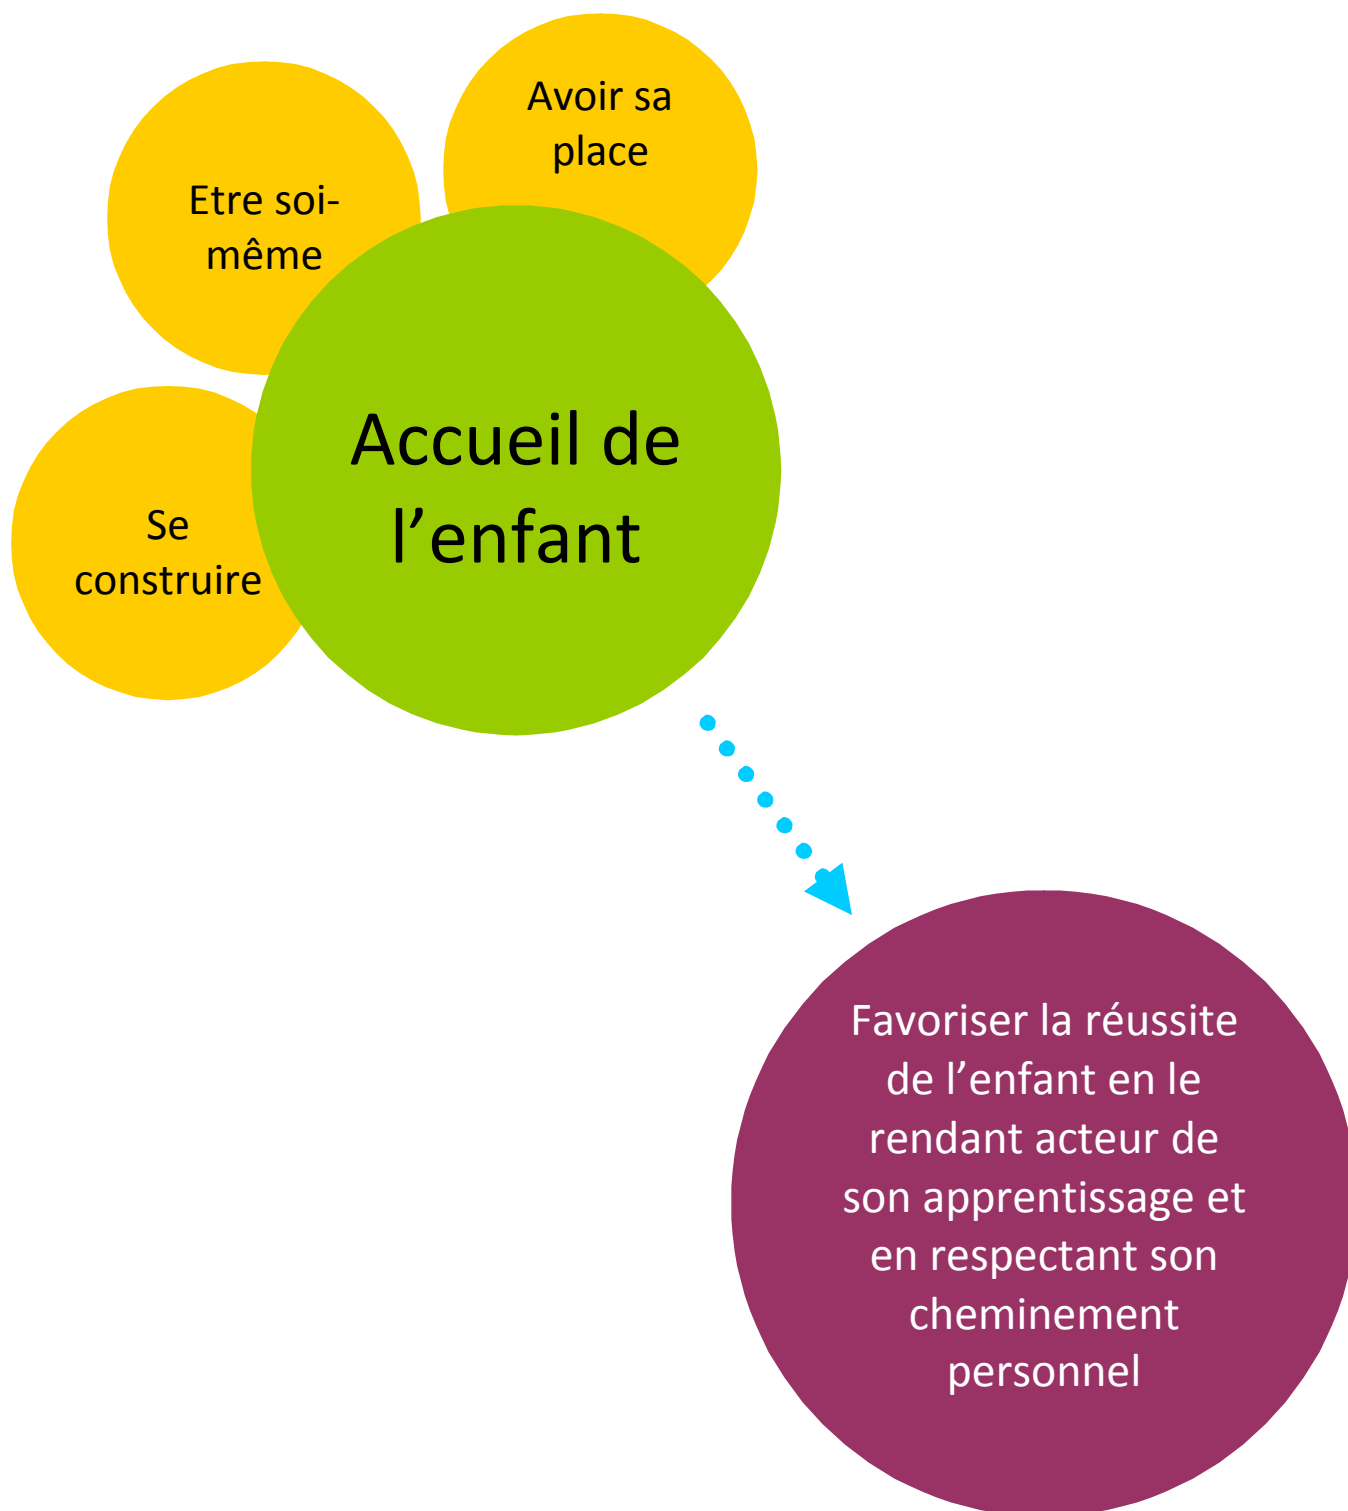 Avoir sa
place
Etre soi-
même
Accueil de
l’enfant
Se
construire
Favoriser la réussite
de l’enfant en le
rendant acteur de
son apprentissage et
en respectant son
cheminement
personnel